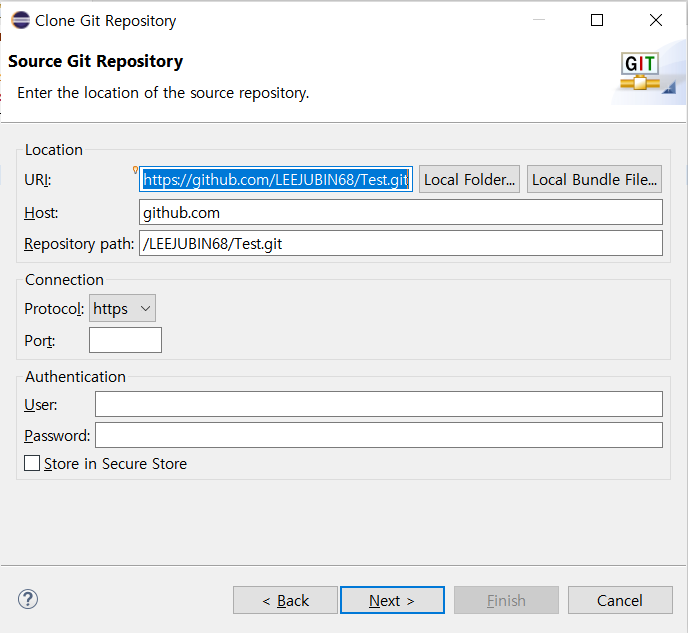 Clone Git Repository
Source Git Repository
Enter the location of the source repository.
GIT
Location
URI: https://github.com/LEEJUBIN68/Test.git Local Folder... Local Bundle File...
Host: github.com
Repository path: /LEEJUBIN68/Test.git
Connection
Protocol: https
Port:
Authentication
User:
Password:
Store in Secure Store
? < Back Next > Finish Cancel